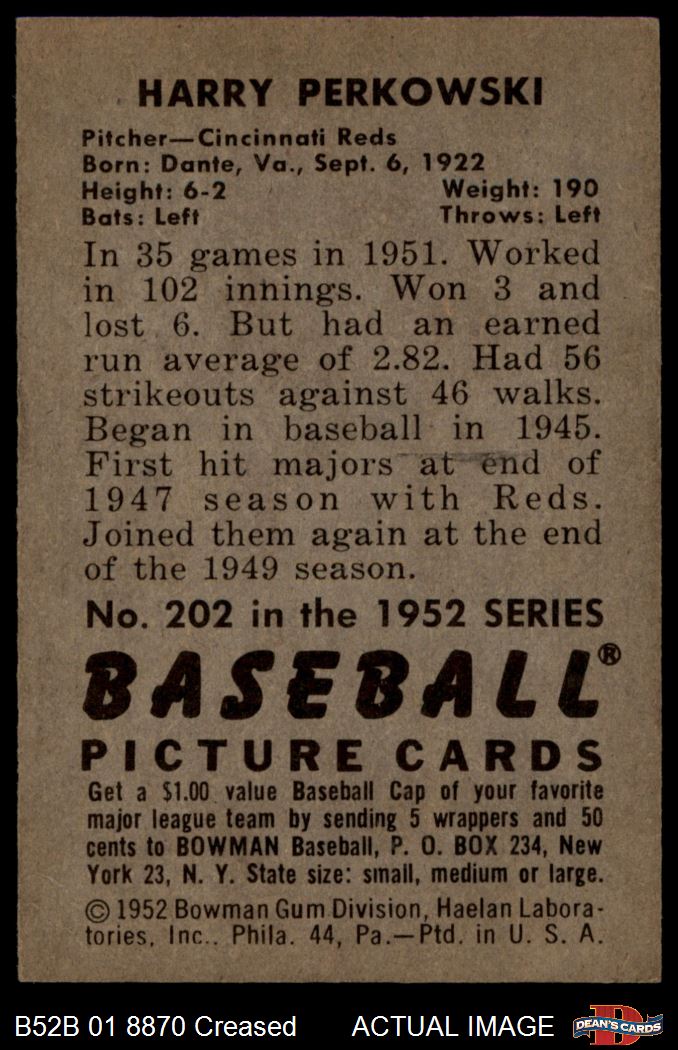 HARRY PERKOWSKI
Pitcher—Cincinnati Reds
Born: Dante, Va., Sept. 6, 1922
Height: 6-2 Weight: 190
Bats: Left Throws: Left
In 35 games in 1951. Worked
in 102 innings. Won 3 and
lost 6. But had an earned
run average of 2.82. Had 56
strikeouts against 46 walks.
Began in baseball in 1945.
First hit majors at end of
1947 season with Reds.
Joined them again at the end
of the 1949 season.
No. 202 in the 1952 SERIES
BASEBALL®
PICTURE CARDS
Get a $1.00 value Baseball Cap of your favorite
major league team by sending 5 wrappers and 50
cents to BOWMAN Baseball, P. O. BOX 234, New
York 23, N. Y. State size: small, medium or large.
© 1952 Bowman Gum Division, Haelan Labora-
tories, Inc., Phila. 44, Pa.—Ptd. in U. S. A.
B52B 01 8870 Creased ACTUAL IMAGE D DEAN'S CARDS